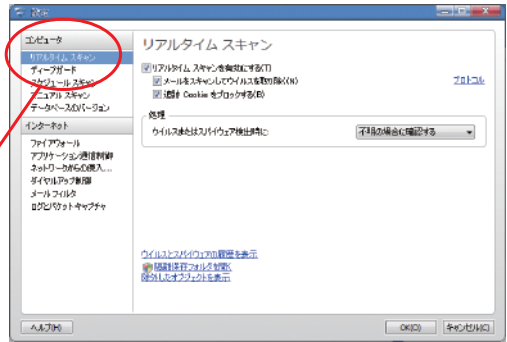 設定
コンピュータ
リアルタイム スキャン
ディープガード
スケジュール スキャン
マニュアル スキャン
データベースのバージョン
インターネット
ファイアウォール
アプリケーション通信制御
ネットワークからの侵入...
ダイヤルアップ制御
メール フィルタ
ログとパケット キャプチャ
リアルタイム スキャン
リアルタイム スキャンを有効にする(T)
メールをスキャンしてウイルスを取り除く(N)
追跡 Cookie をブロックする(B)
プロトコル
処理
ウイルスまたはスパイウェア検出時に:
不明の場合に確認する
ウイルスとスパイウェアの履歴を表示
隔離保存フォルダを開く
除外したオブジェクトを表示
ヘルプ(H)
OK(O)
キャンセル(C)